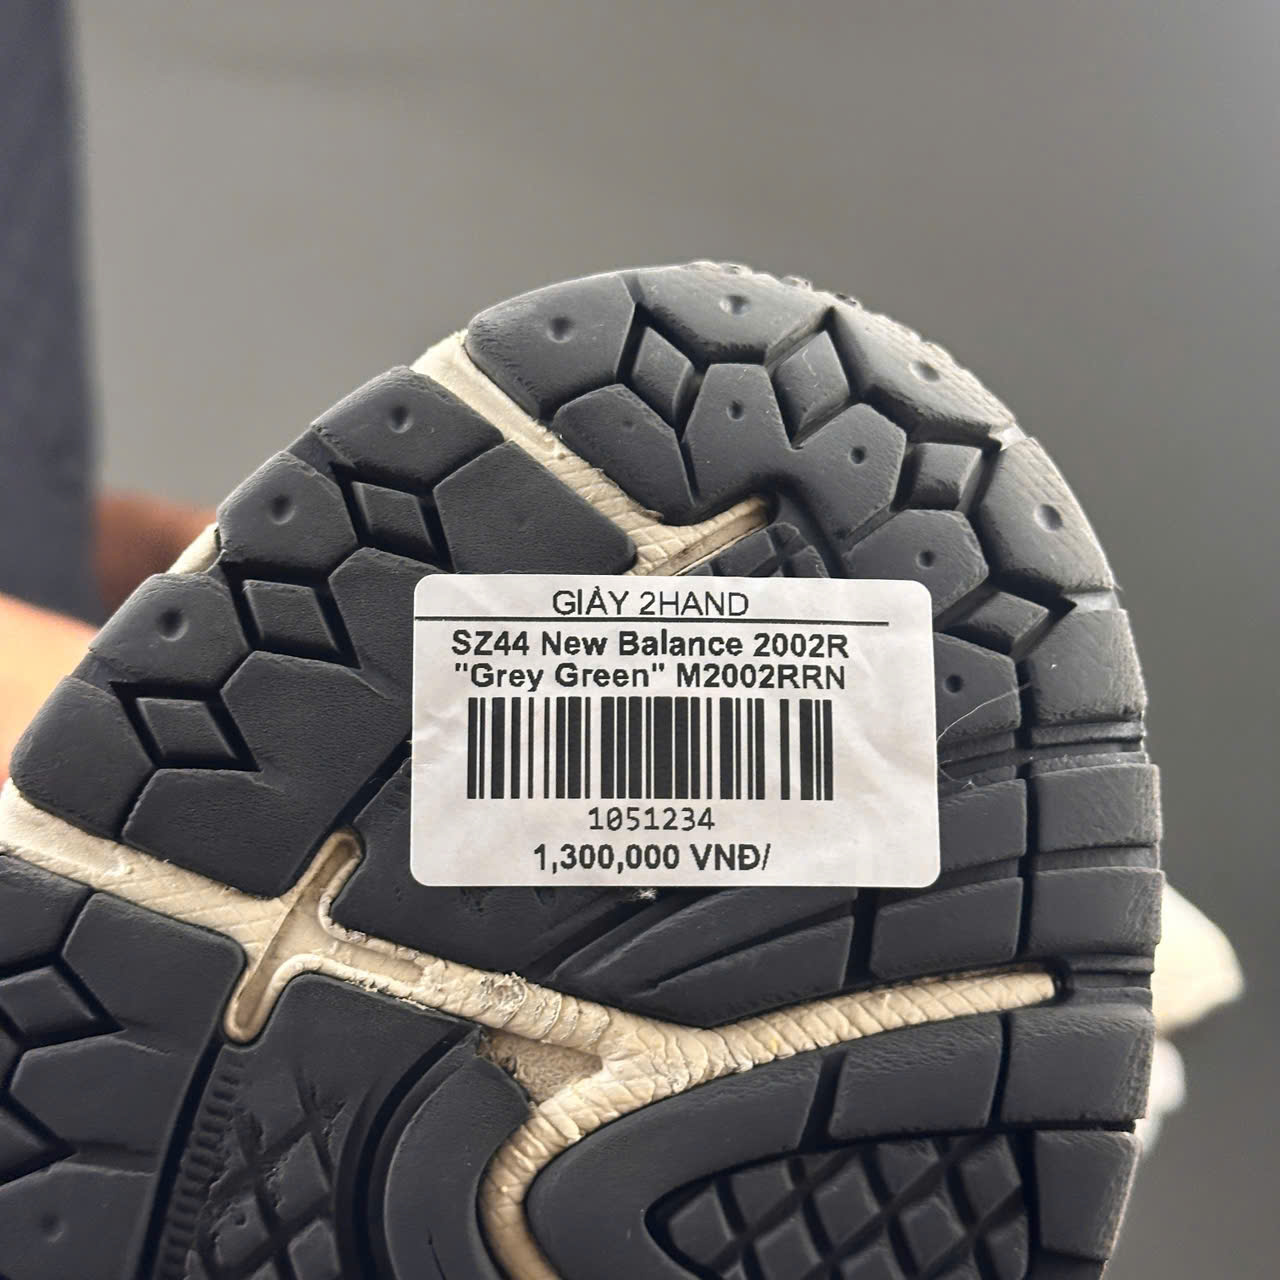 GIÀY 2HAND
SZ44 New Balance 2002R
"Grey Green" M2002RRN
1051234
1,300,000 VNĐ/